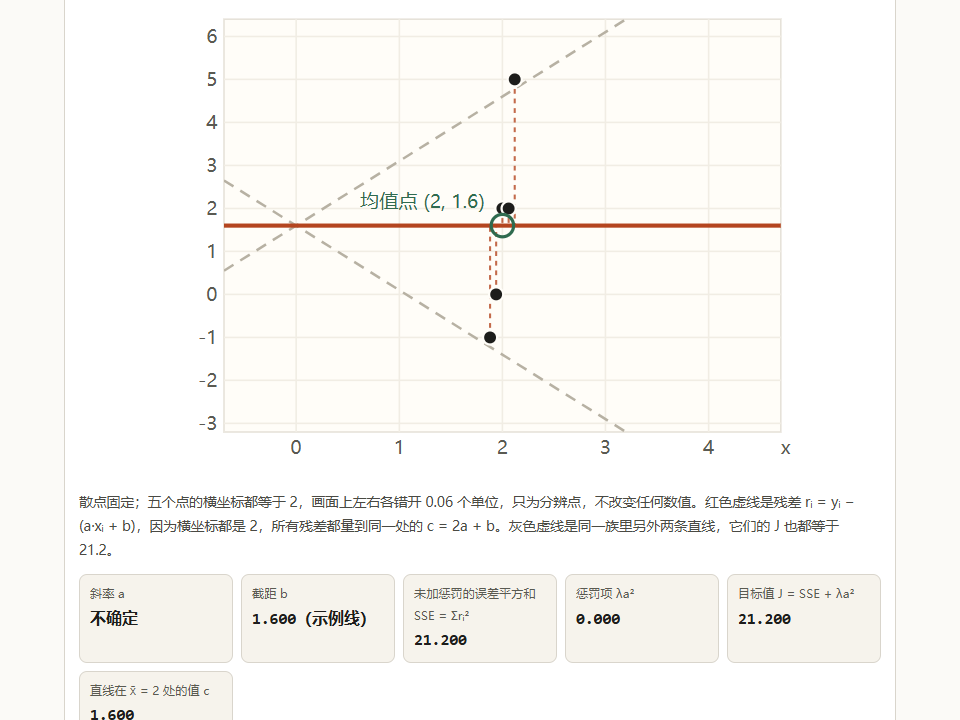 6
5
4
3
2
1
0
-1
-2
-3
均值点 (2, 1.6)
0 1 2 3 4 x
散点固定；五个点的横坐标都等于 2，画面上左右各错开 0.06 个单位，只为分辨点，不改变任何数值。红色虚线是残差 rᵢ = yᵢ −
(a·xᵢ + b)，因为横坐标都是 2，所有残差都量到同一处的 c = 2a + b。灰色虚线是同一族里另外两条直线，它们的 J 也都等于
21.2。
斜率 a
不确定
截距 b
1.600（示例线）
未加惩罚的误差平方和
SSE = Σrᵢ²
21.200
惩罚项 λa²
0.000
目标值 J = SSE + λa²
21.200
直线在 x̄ = 2 处的值 c
1.600